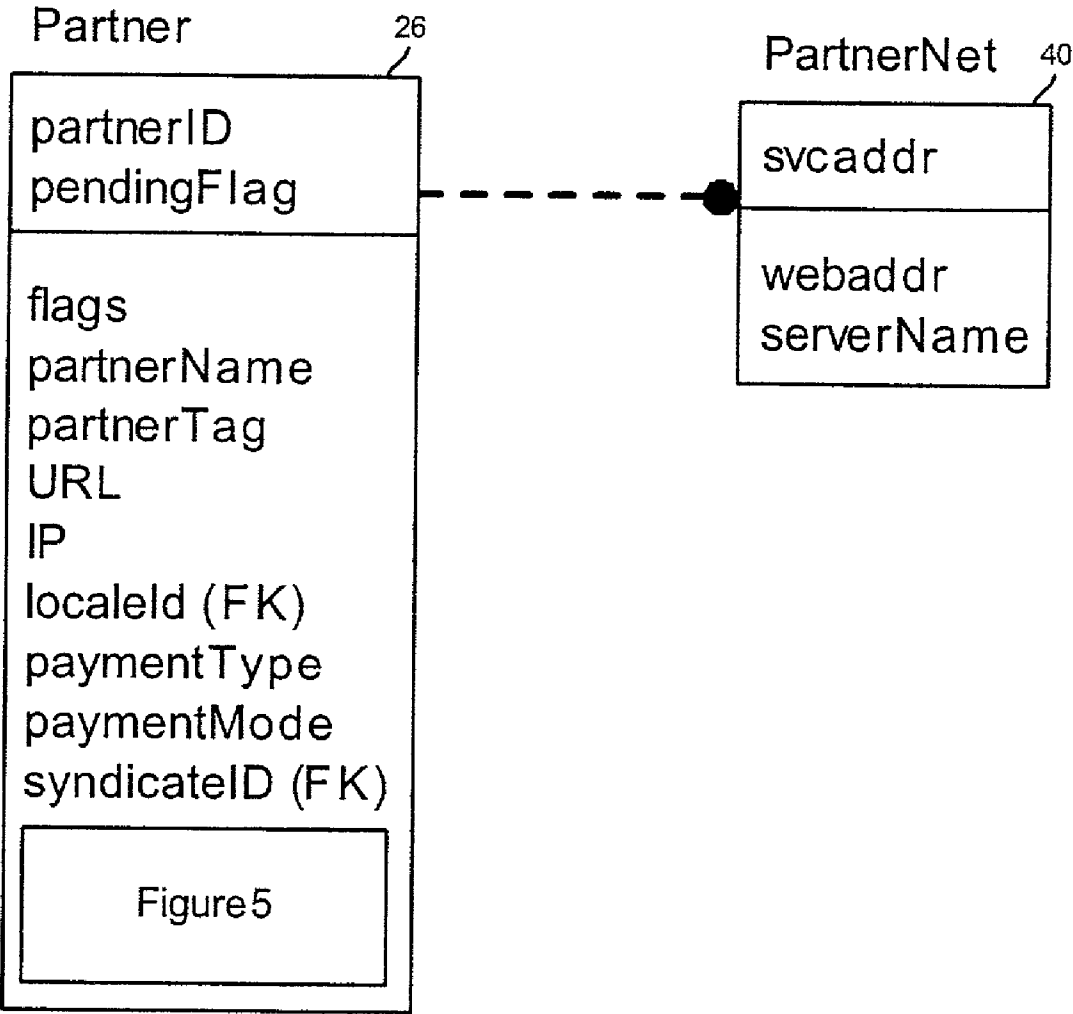 Partner
26
partnerID
pendingFlag
flags
partnerName
partnerTag
URL
IP
localeId (FK)
paymentType
paymentMode
syndicateID (FK)
Figure5
PartnerNet
40
svcaddr
webaddr
serverName